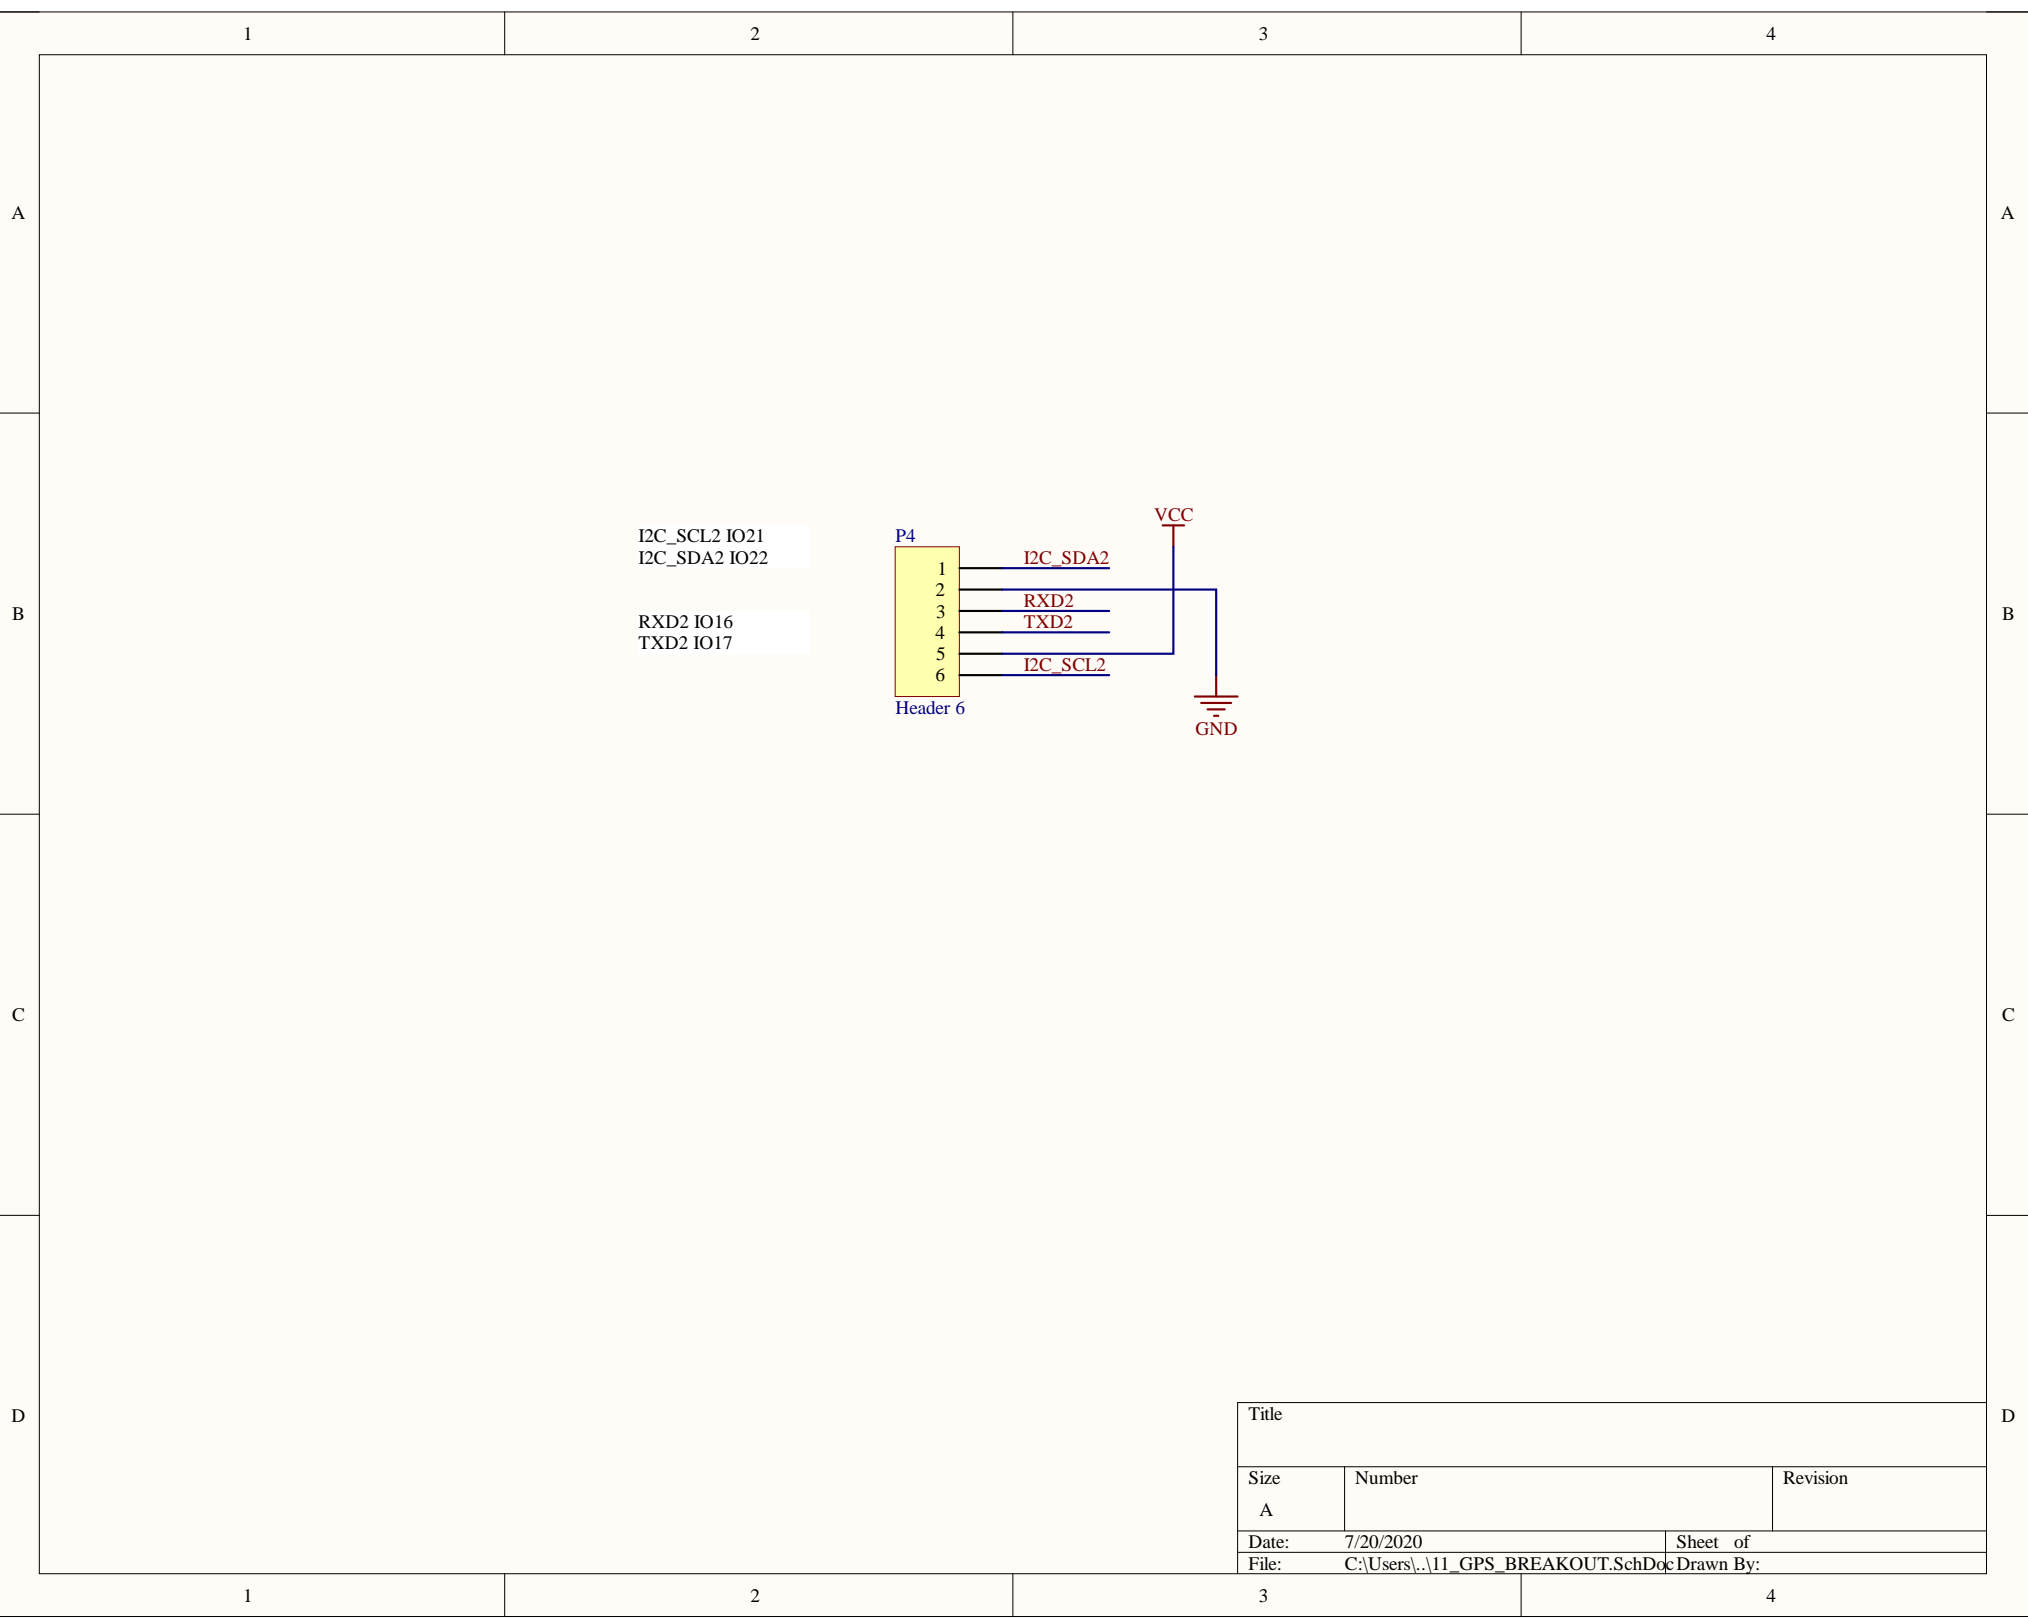 1 2 3 4
A A
I2C_SCL2 IO21
I2C_SDA2 IO22
RXD2 IO16
TXD2 IO17
P4
1
2
3
4
5
6
Header 6
I2C_SDA2
RXD2
TXD2
I2C_SCL2
VCC
GND
B B
C C
D D
Title
Size Number Revision
A
Date: 7/20/2020 Sheet of
File: C:\Users\..\11_GPS_BREAKOUT.SchDoc Drawn By:
1 2 3 4